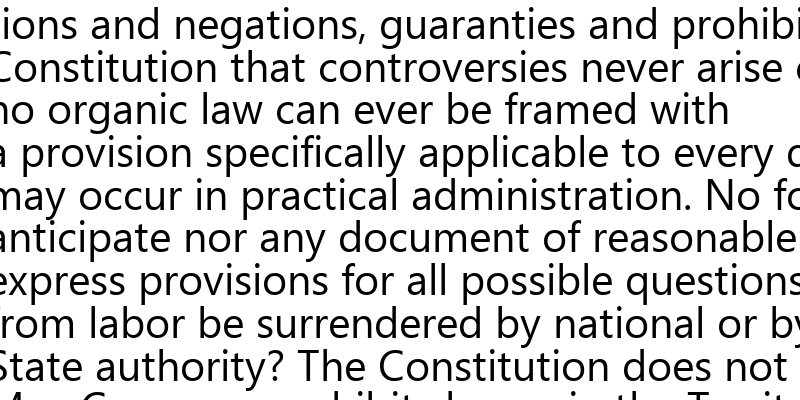 ions and negations, guaranties and prohibi
Constitution that controversies never arise
no organic law can ever be framed with
a provision specifically applicable to every
may occur in practical administration. No fo
anticipate nor any document of reasonable
express provisions for all possible questions
from labor be surrendered by national or by
State authority? The Constitution does not